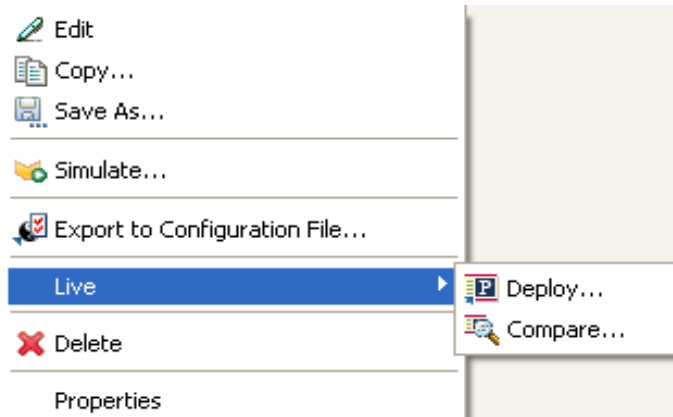 Edit
Copy...
Save As...
Simulate...
Export to Configuration File...
Live
P Deploy...
Compare...
Delete
Properties